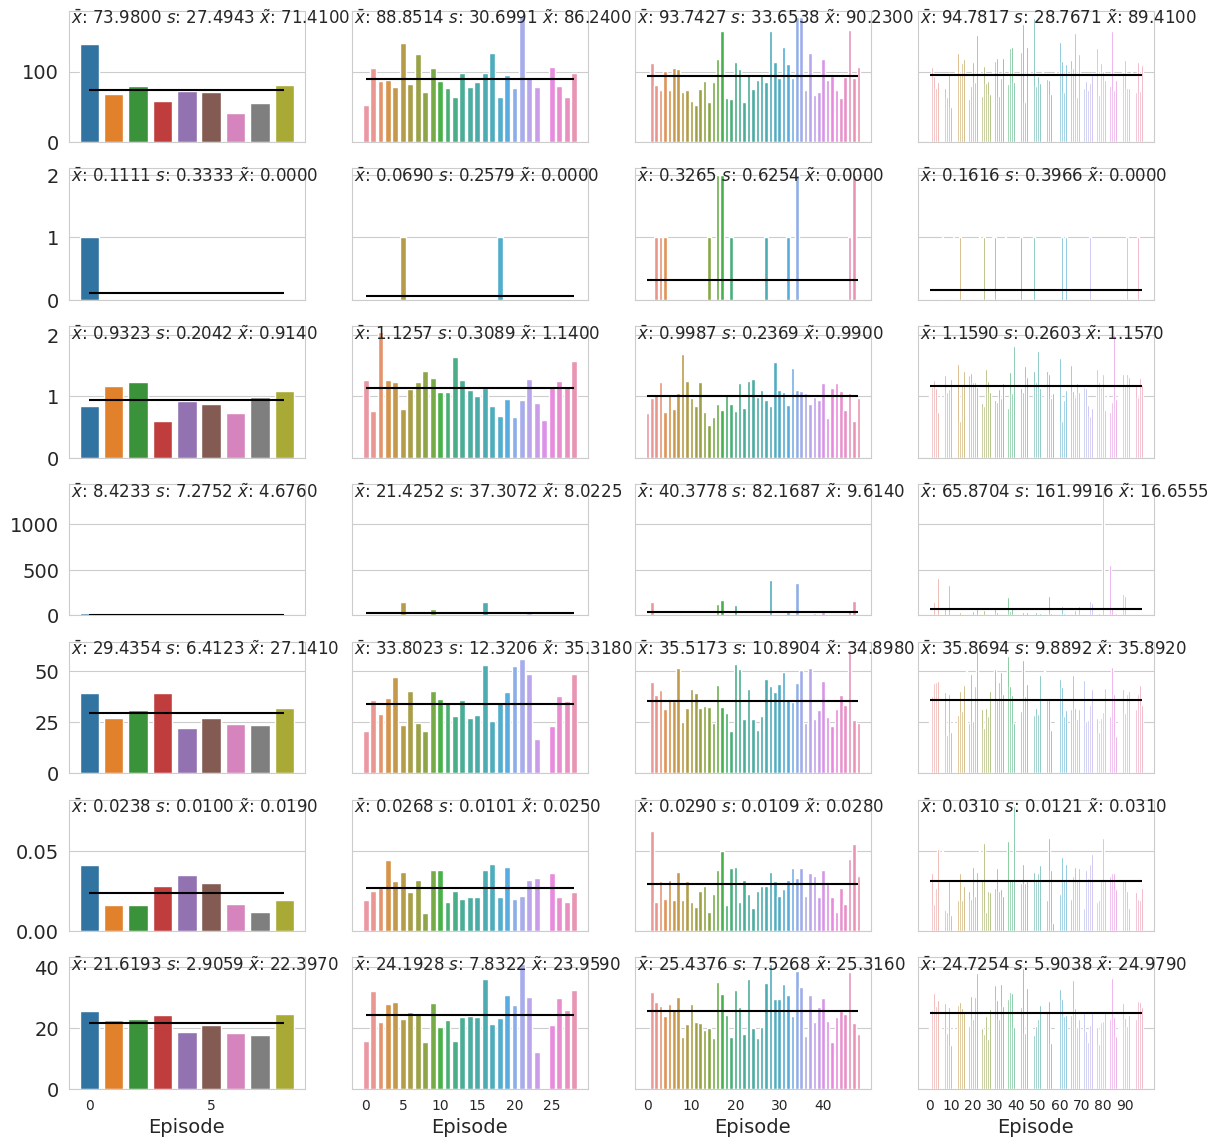 x̄: 73.9800 s: 27.4943 x̃: 71.4100 x̄: 88.8514 s: 30.6991 x̃: 86.2400 x̄: 93.7427 s: 33.6538 x̃: 90.2300 x̄: 94.7817 s: 28.7671 x̃: 89.4100
100
0
2 x̄: 0.1111 s: 0.3333 x̃: 0.0000 x̄: 0.0690 s: 0.2579 x̃: 0.0000 x̄: 0.3265 s: 0.6254 x̃: 0.0000 x̄: 0.1616 s: 0.3966 x̃: 0.0000
1
0
2 x̄: 0.9323 s: 0.2042 x̃: 0.9140 x̄: 1.1257 s: 0.3089 x̃: 1.1400 x̄: 0.9987 s: 0.2369 x̃: 0.9900 x̄: 1.1590 s: 0.2603 x̃: 1.1570
1
0
x̄: 8.4233 s: 7.2752 x̃: 4.6760 x̄: 21.4252 s: 37.3072 x̃: 8.0225 x̄: 40.3778 s: 82.1687 x̃: 9.6140 x̄: 65.8704 s: 161.9916 x̃: 16.6555
1000
500
0
x̄: 29.4354 s: 6.4123 x̃: 27.1410 x̄: 33.8023 s: 12.3206 x̃: 35.3180 x̄: 35.5173 s: 10.8904 x̃: 34.8980 x̄: 35.8694 s: 9.8892 x̃: 35.8920
50
25
0
x̄: 0.0238 s: 0.0100 x̃: 0.0190 x̄: 0.0268 s: 0.0101 x̃: 0.0250 x̄: 0.0290 s: 0.0109 x̃: 0.0280 x̄: 0.0310 s: 0.0121 x̃: 0.0310
0.05
0.00
40 x̄: 21.6193 s: 2.9059 x̃: 22.3970 x̄: 24.1928 s: 7.8322 x̃: 23.9590 x̄: 25.4376 s: 7.5268 x̃: 25.3160 x̄: 24.7254 s: 5.9038 x̃: 24.9790
20
0
0 5 0 5 10 15 20 25 0 10 20 30 40 0 10 20 30 40 50 60 70 80 90
Episode Episode Episode Episode